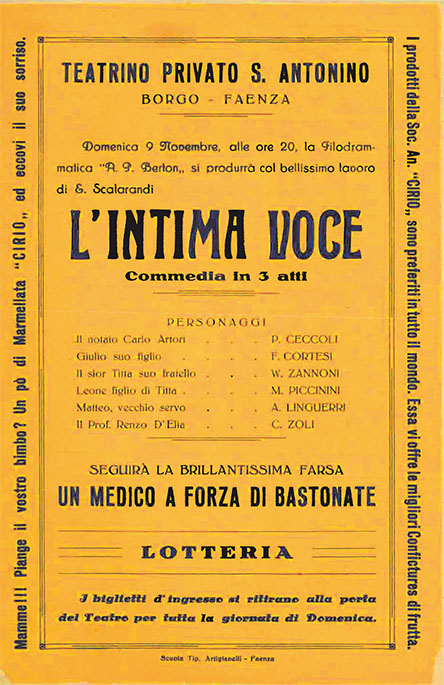 TEATRINO PRIVATO S. ANTONINO
BORGO - FAENZA
Domenica 9 Novembre, alle ore 20, la Filodram-
matica "A. P. Berton„ si produrrà col bellissimo lavoro
di E. Scalarandi
L'INTIMA VOCE
Commedia in 3 atti
PERSONAGGI
Il notaio Carlo Artori . . . P. CECCOLI
Giulio suo figlio . . . F. CORTESI
Il sior Titta suo fratello . . . W. ZANNONI
Leone figlio di Titta . . . . M. PICCININI
Matteo, vecchio servo . . . A. LINGUERRI
Il Prof. Renzo D'Elia . . . C. ZOLI
SEGUIRÀ LA BRILLANTISSIMA FARSA
UN MEDICO A FORZA DI BASTONATE
LOTTERIA
I biglietti d'ingresso si ritirano alla porta
del Teatro per tutta la giornata di Domenica.
Scuola Tip. Artigianelli - Faenza
Mamme!!! Piange il vostro bimbo? Un pò di Marmellata "CIRIO„ ed eccovi il suo sorriso.
I prodotti della Soc. An. "CIRIO„ sono preferiti in tutto il mondo. Essa vi offre le migliori Confictures di frutta.